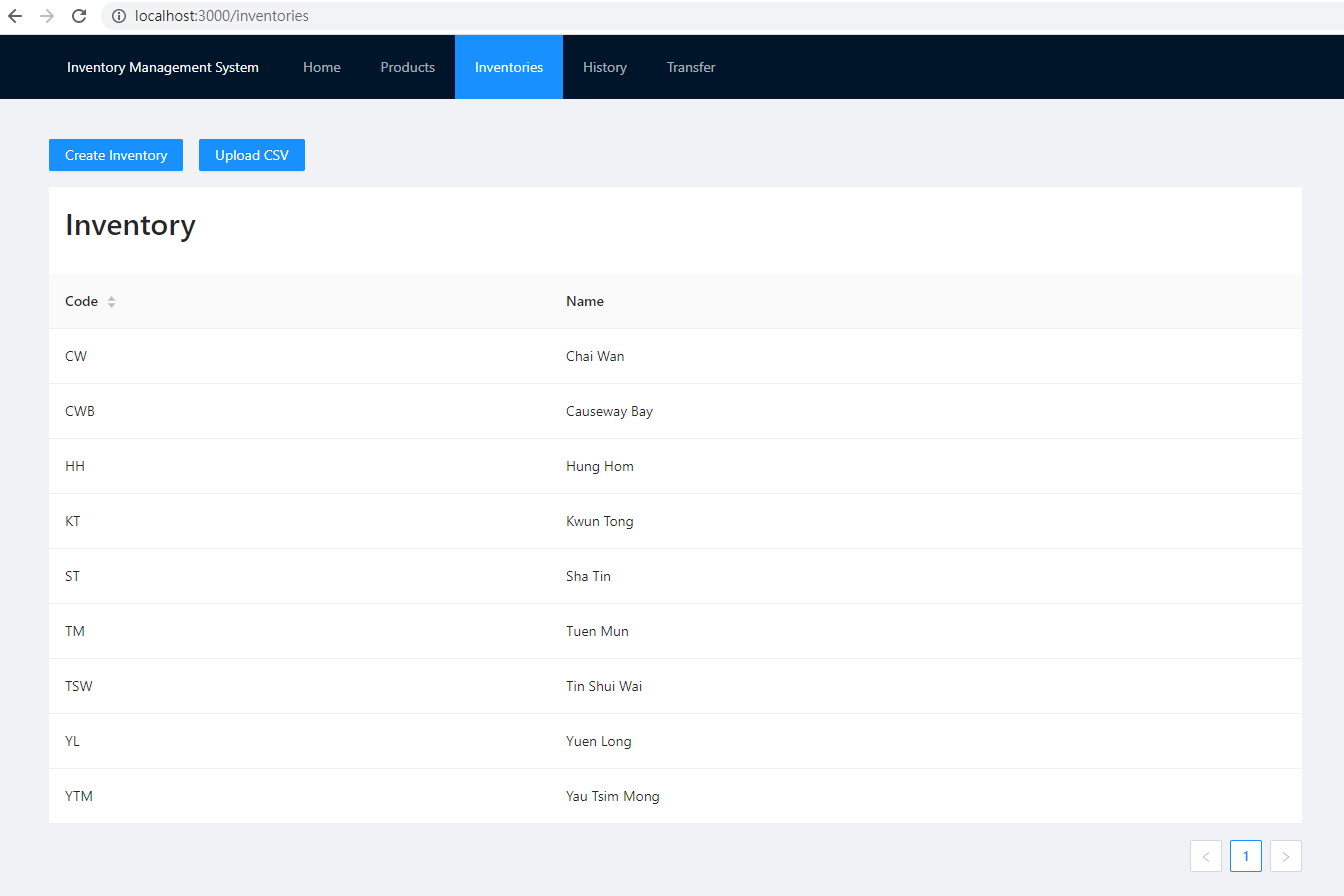 localhost:3000/inventories
Inventory Management System Home Products Inventories History Transfer
Create Inventory Upload CSV
Inventory
Code Name
CW Chai Wan
CWB Causeway Bay
HH Hung Hom
KT Kwun Tong
ST Sha Tin
TM Tuen Mun
TSW Tin Shui Wai
YL Yuen Long
YTM Yau Tsim Mong
1